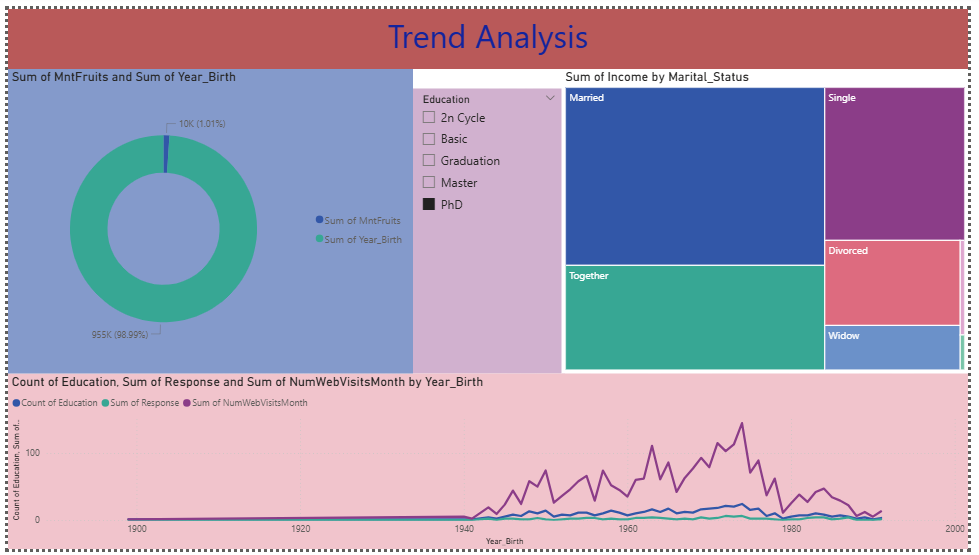 Trend Analysis
Sum of MntFruits and Sum of Year_Birth
10K (1.01%)
Sum of MntFruits
Sum of Year_Birth
955K (98.99%)
Education
2n Cycle
Basic
Graduation
Master
PhD
Sum of Income by Marital_Status
Married
Single
Together
Divorced
Widow
Count of Education, Sum of Response and Sum of NumWebVisitsMonth by Year_Birth
Count of Education Sum of Response Sum of NumWebVisitsMonth
Count of Education, Sum of...
100
0
1900 1920 1940 1960 1980 2000
Year_Birth